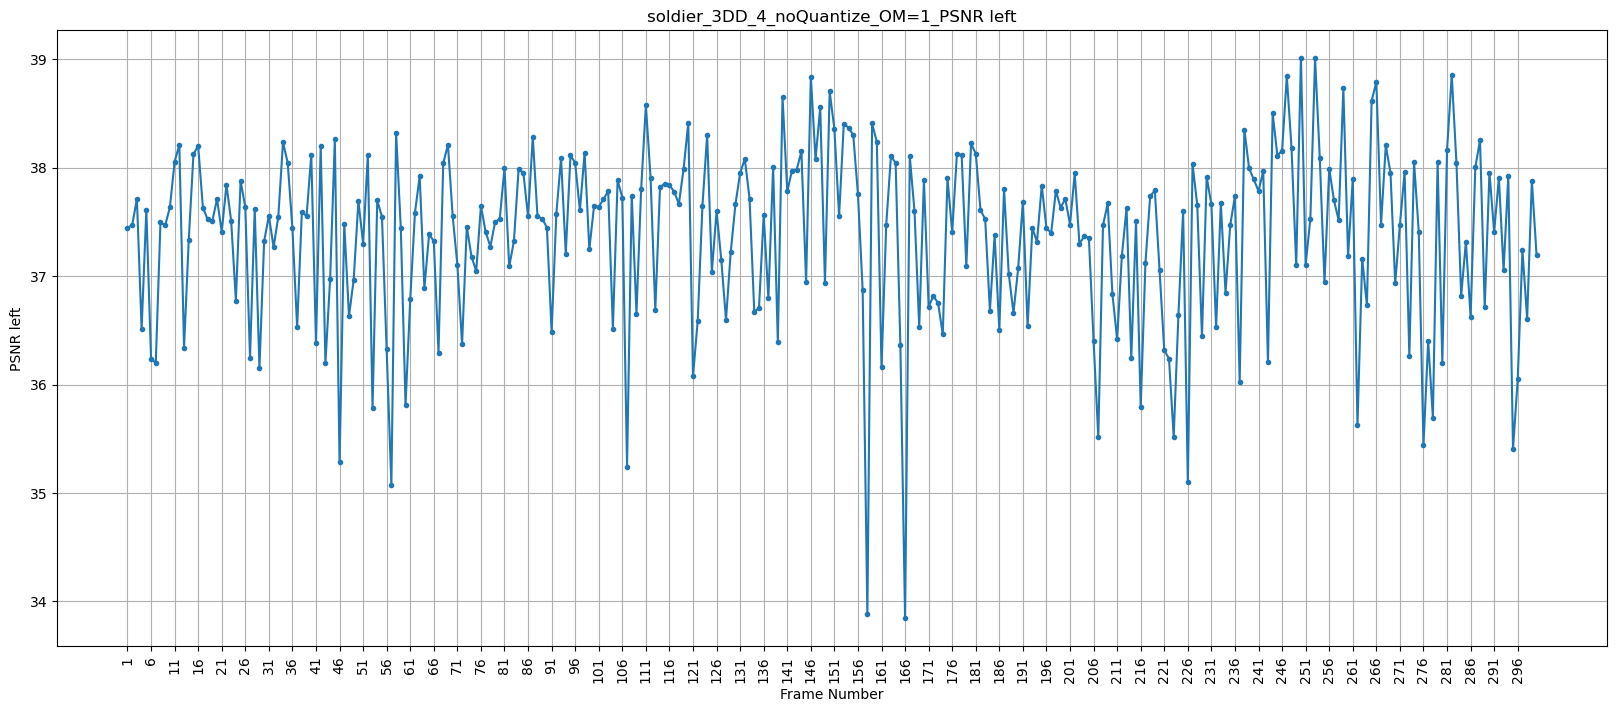 soldier_3DD_4_noQuantize_OM=1_PSNR left
39
38
37
36
35
34
PSNR left
1 6 11 16 21 26 31 36 41 46 51 56 61 66 71 76 81 86 91 96 101 106 111 116 121 126 131 136 141 146 151 156 161 166 171 176 181 186 191 196 201 206 211 216 221 226 231 236 241 246 251 256 261 266 271 276 281 286 291 296
Frame Number